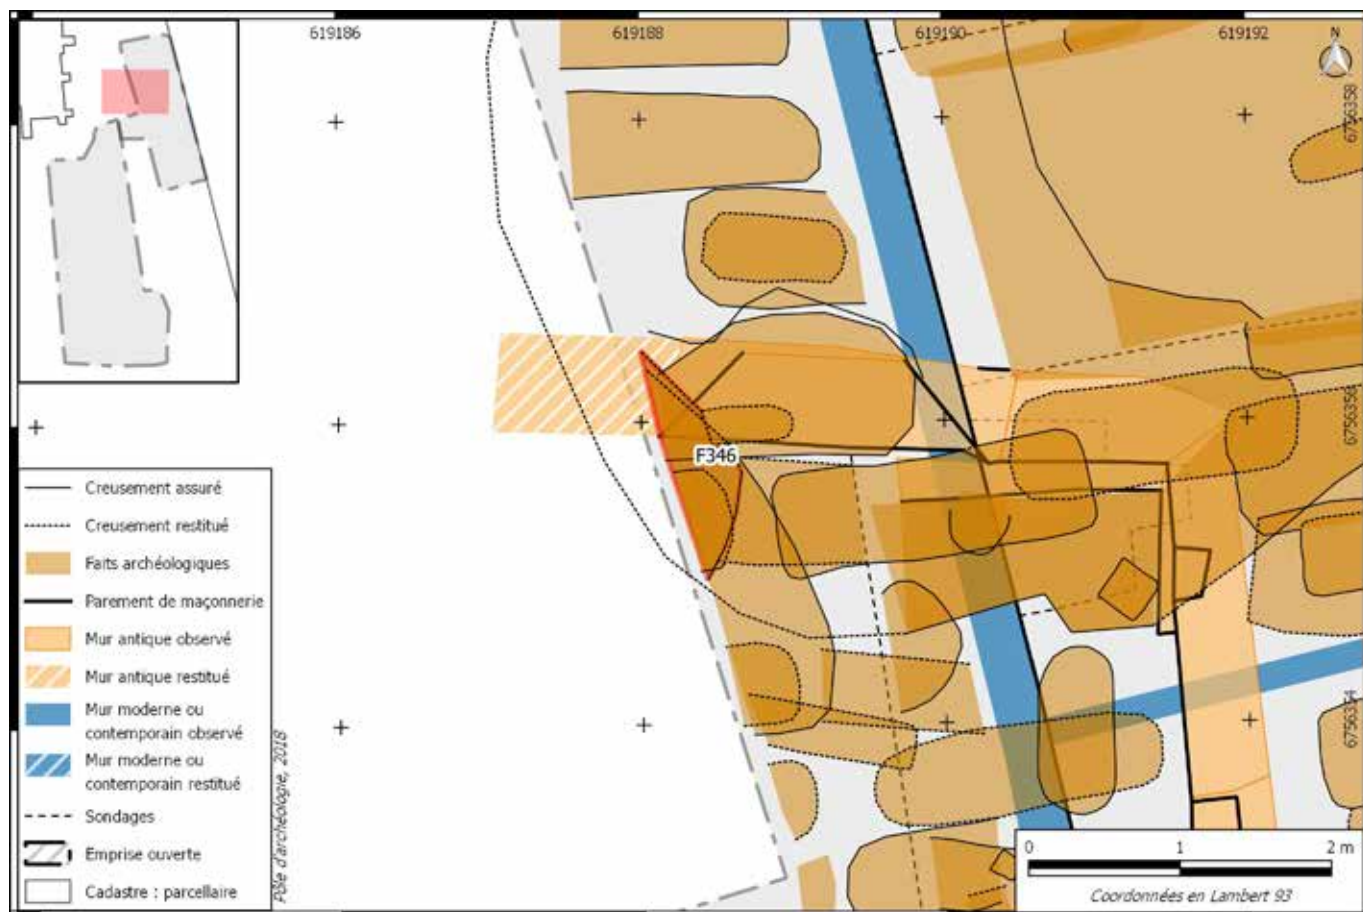 619186
619188
619190
619192
N
6756358
6756356
6756354
F346
Creusement assuré
Creusement restitué
Faits archéologiques
Parement de maçonnerie
Mur antique observé
Mur antique restitué
Mur moderne ou
contemporain observé
Mur moderne ou
contemporain restitué
Sondages
Emprise ouverte
Cadastre : parcellaire
Pôle d'archéologie, 2018
0 1 2 m
Coordonnées en Lambert 93